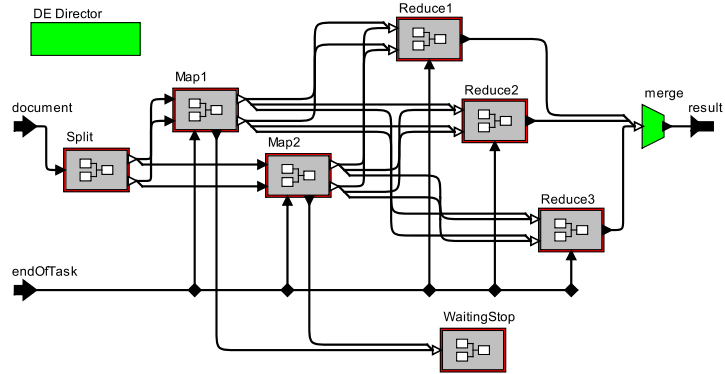 DE Director
Reduce1
Map1
Reduce2
merge
document
result
Split
Map2
Reduce3
endOfTask
WaitingStop